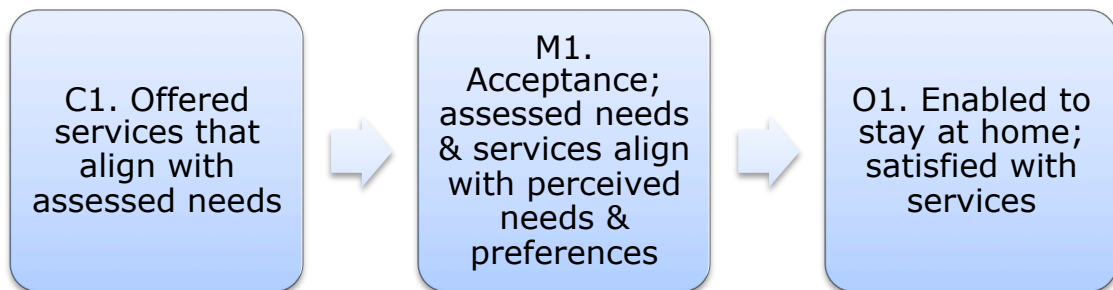 C1. Offered
services that
align with
assessed needs
M1.
Acceptance;
assessed needs
& services align
with perceived
needs &
preferences
O1. Enabled to
stay at home;
satisfied with
services